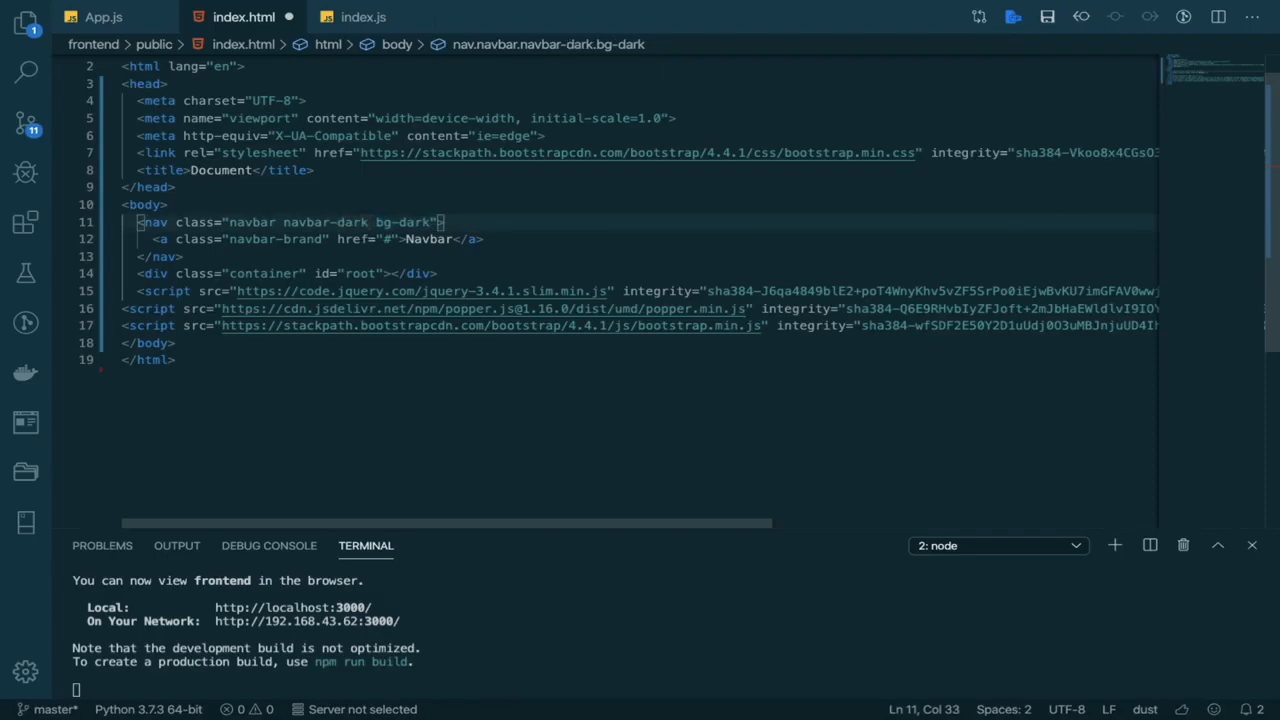 App.js
index.html
index.js
1
frontend
public
index.html
html
body
nav.navbar.navbar-dark.bg-dark
2 <html lang="en">
3 <head>
4 <meta charset="UTF-8">
5 <meta name="viewport" content="width=device-width, initial-scale=1.0">
6 <meta http-equiv="X-UA-Compatible" content="ie=edge">
7 <link rel="stylesheet" href="https://stackpath.bootstrapcdn.com/bootstrap/4.4.1/css/bootstrap.min.css" integrity="sha384-Vkoo8x4CGsO3
8 <title>Document</title>
9 </head>
10 <body>
11 <nav class="navbar navbar-dark bg-dark">
12 <a class="navbar-brand" href="#">Navbar</a>
13 </nav>
14 <div class="container" id="root"></div>
15 <script src="https://code.jquery.com/jquery-3.4.1.slim.min.js" integrity="sha384-J6qa4849blE2+poT4WnyKhv5vZF5SrPo0iEjwBvKU7imGFAV0wwj
16 <script src="https://cdn.jsdelivr.net/npm/popper.js@1.16.0/dist/umd/popper.min.js" integrity="sha384-Q6E9RHvbIyZFJoft+2mJbHaEWldlvI9IOY
17 <script src="https://stackpath.bootstrapcdn.com/bootstrap/4.4.1/js/bootstrap.min.js" integrity="sha384-wfSDF2E50Y2D1uUdj0O3uMBJnjuUD4Ih
18 </body>
19 </html>
11
PROBLEMS
OUTPUT
DEBUG CONSOLE
TERMINAL
2: node
You can now view frontend in the browser.
Local: http://localhost:3000/
On Your Network: http://192.168.43.62:3000/
Note that the development build is not optimized.
To create a production build, use npm run build.
master*
Python 3.7.3 64-bit
0
0
Server not selected
Ln 11, Col 33
Spaces: 2
UTF-8
LF
dust
2